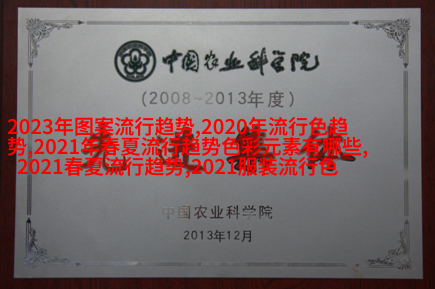 中国农业科学院
(2008~2013年度)
2023年图案流行趋势,2020年流行色趋
势,2021年春夏流行趋势色彩元素有哪些,
2021春夏流行趋势,2021服装流行色
中国农业科学院
2013年12月